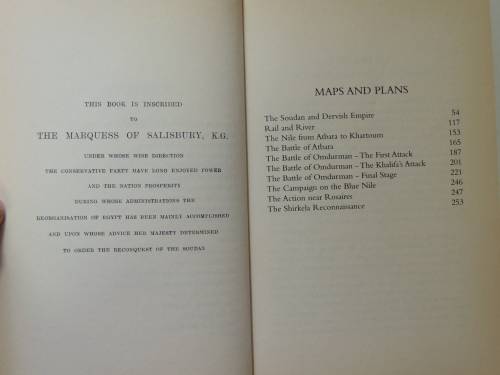 THIS BOOK IS INSCRIBED
TO
THE MARQUESS OF SALISBURY, K.G.
UNDER WHOSE WISE DIRECTION
THE CONSERVATIVE PARTY HAVE LONG ENJOYED POWER
AND THE NATION PROSPERITY
DURING WHOSE ADMINISTRATIONS THE
REORGANISATION OF EGYPT HAS BEEN MAINLY ACCOMPLISHED
AND UPON WHOSE ADVICE HER MAJESTY DETERMINED
TO ORDER THE RECONQUEST OF THE SOUDAN
MAPS AND PLANS
The Soudan and Dervish Empire 54
Rail and River 117
The Nile from Atbara to Khartoum 153
The Battle of Atbara 165
The Battle of Omdurman – The First Attack 187
The Battle of Omdurman – The Khalifa's Attack 201
The Battle of Omdurman – Final Stage 221
The Campaign on the Blue Nile 246
The Action near Rosaires 247
The Shirkela Reconnaissance 253